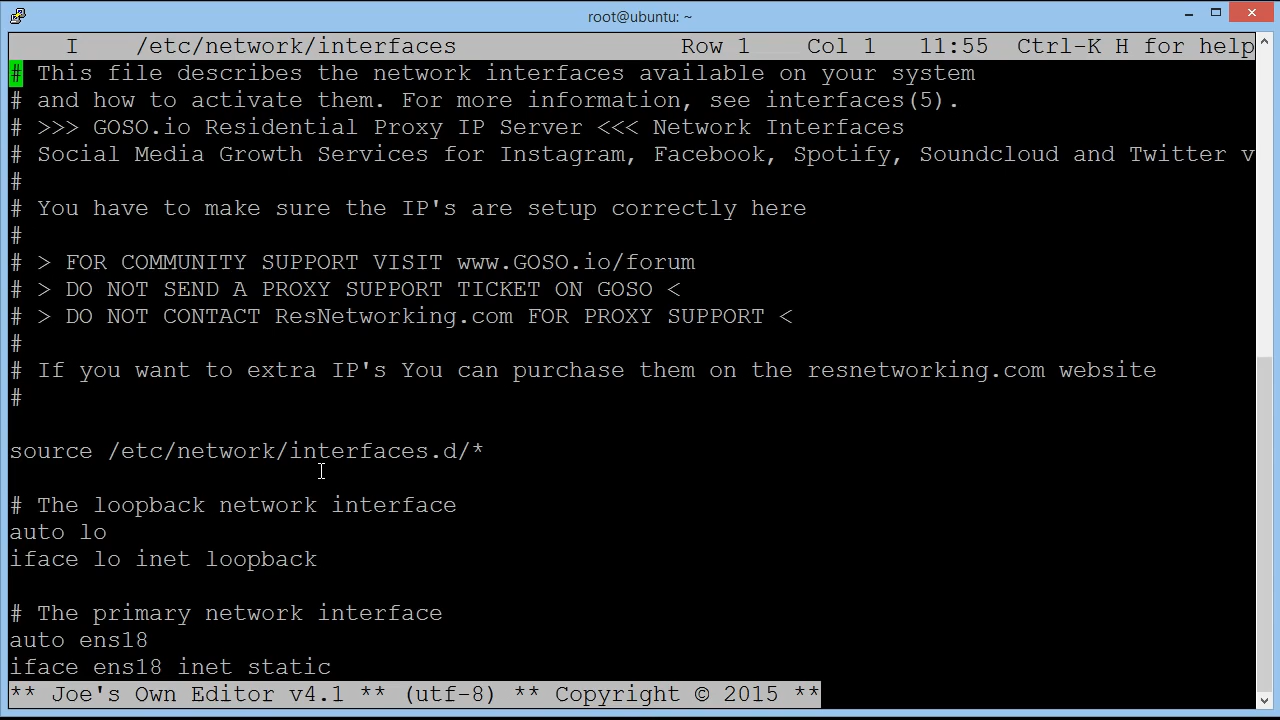 root@ubuntu: ~
I /etc/network/interfaces Row 1 Col 1 11:55 Ctrl-K H for help
# This file describes the network interfaces available on your system
# and how to activate them. For more information, see interfaces(5).
# >>> GOSO.io Residential Proxy IP Server <<< Network Interfaces
# Social Media Growth Services for Instagram, Facebook, Spotify, Soundcloud and Twitter v
#
# You have to make sure the IP's are setup correctly here
#
# > FOR COMMUNITY SUPPORT VISIT www.GOSO.io/forum
# > DO NOT SEND A PROXY SUPPORT TICKET ON GOSO <
# > DO NOT CONTACT ResNetworking.com FOR PROXY SUPPORT <
#
# If you want to extra IP's You can purchase them on the resnetworking.com website
#
source /etc/network/interfaces.d/*
# The loopback network interface
auto lo
iface lo inet loopback
# The primary network interface
auto ens18
iface ens18 inet static
** Joe's Own Editor v4.1 ** (utf-8) ** Copyright © 2015 **